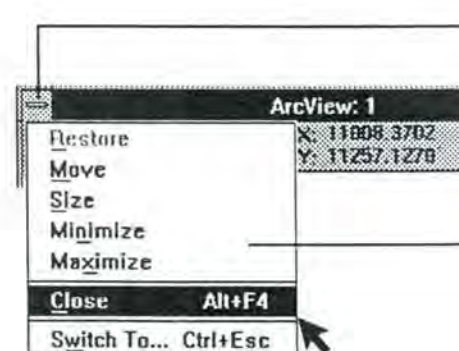 ArcView: 1
X: 11008.3702
Y: 11257.1270
Restore
Move
Size
Minimize
Maximize
Close Alt+F4
Switch To... Ctrl+Esc